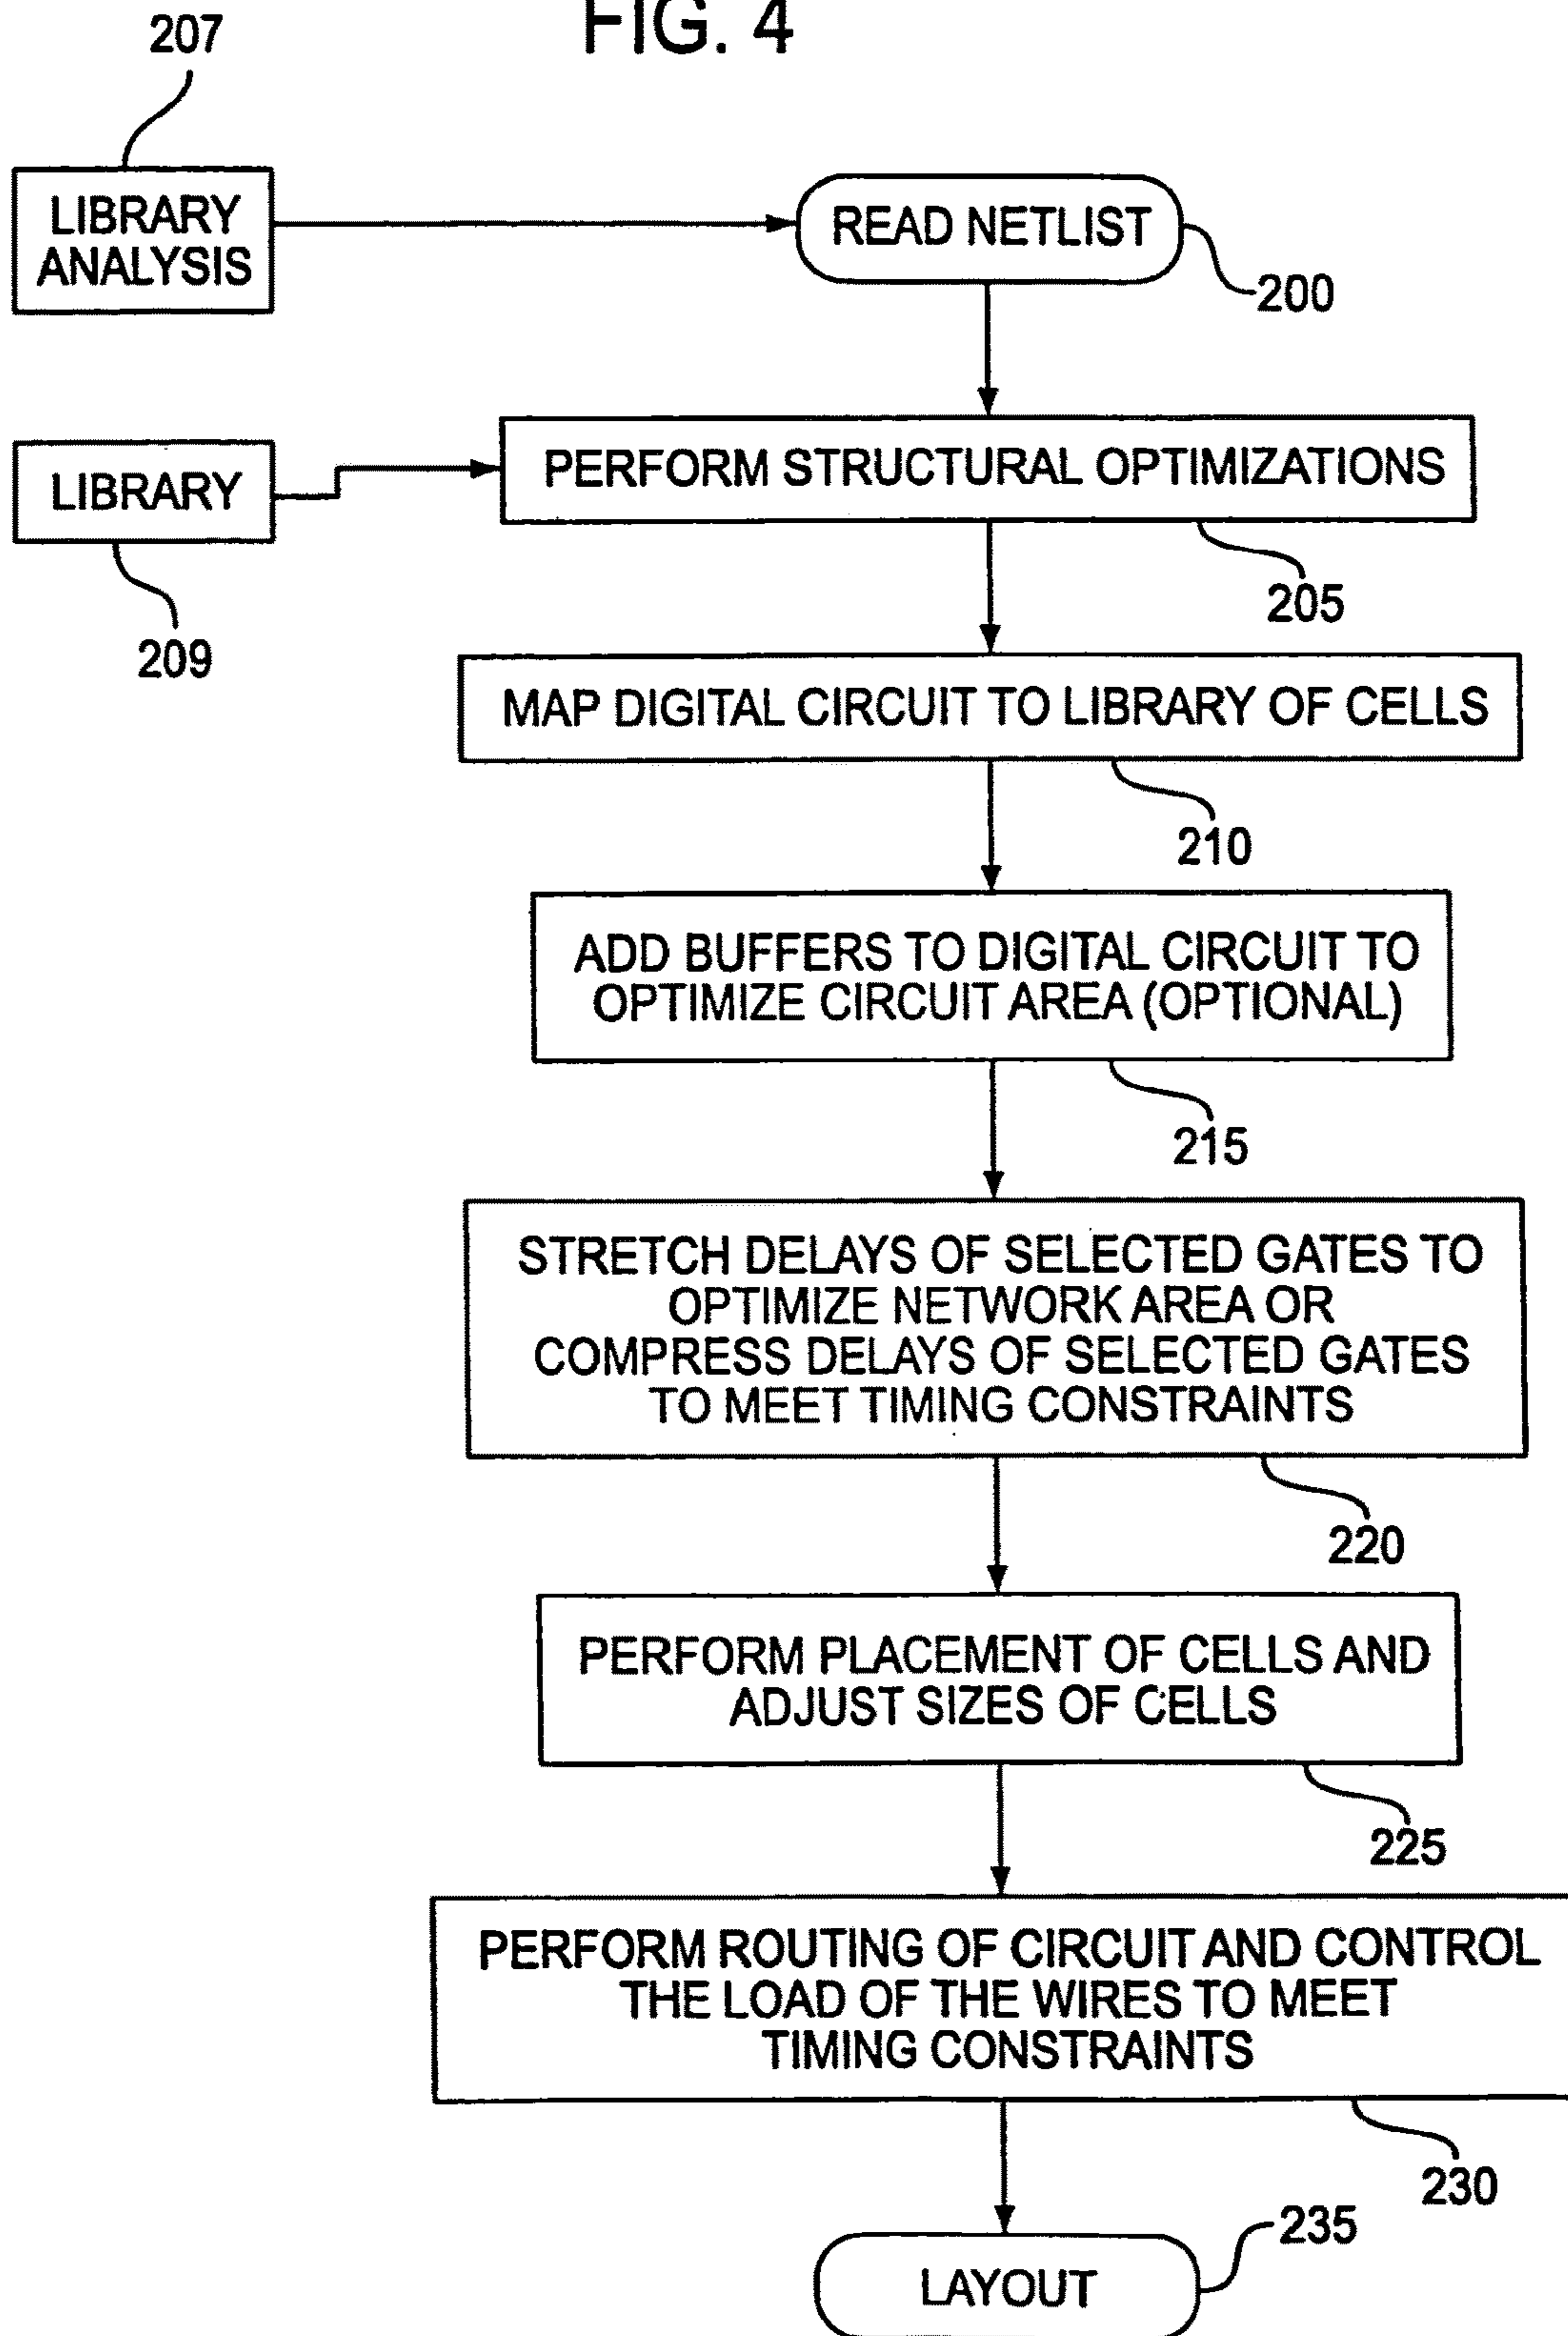 FIG. 4
207
LIBRARY
ANALYSIS
READ NETLIST
200
LIBRARY
PERFORM STRUCTURAL OPTIMIZATIONS
205
209
MAP DIGITAL CIRCUIT TO LIBRARY OF CELLS
210
ADD BUFFERS TO DIGITAL CIRCUIT TO
OPTIMIZE CIRCUIT AREA (OPTIONAL)
215
STRETCH DELAYS OF SELECTED GATES TO
OPTIMIZE NETWORK AREA OR
COMPRESS DELAYS OF SELECTED GATES
TO MEET TIMING CONSTRAINTS
220
PERFORM PLACEMENT OF CELLS AND
ADJUST SIZES OF CELLS
225
PERFORM ROUTING OF CIRCUIT AND CONTROL
THE LOAD OF THE WIRES TO MEET
TIMING CONSTRAINTS
230
235
LAYOUT